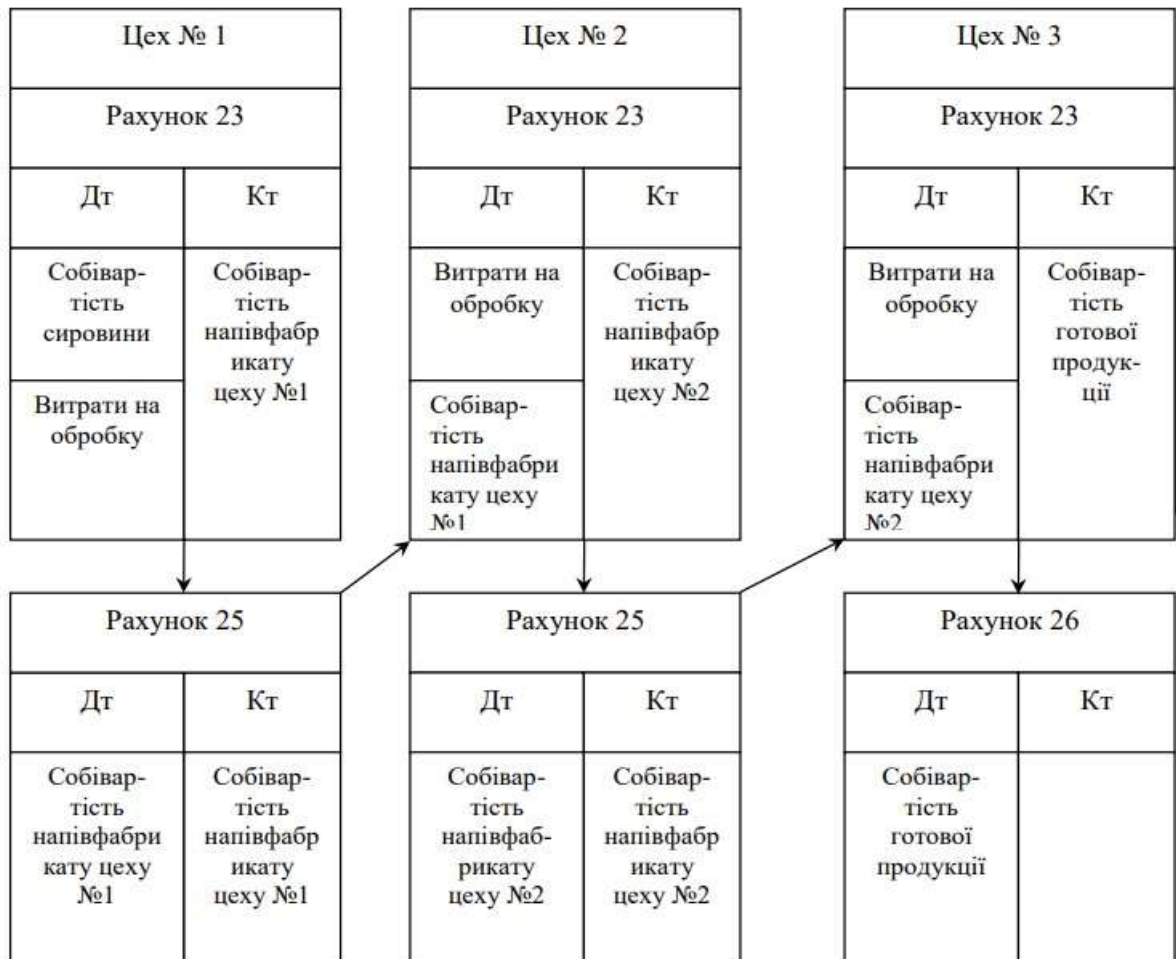 Цех № 1
Рахунок 23
Дт
Кт
Собівар-
тість
сировини
Витрати на
обробку
Собівар-
тість
напівфабр
икату
цеху №1
Цех № 2
Рахунок 23
Дт
Кт
Витрати на
обробку
Собівар-
тість
напівфабри
кату цеху
№1
Собівар-
тість
напівфабр
икату
цеху №2
Цех № 3
Рахунок 23
Дт
Кт
Витрати на
обробку
Собівар-
тість
напівфабри
кату цеху
№2
Собівар-
тість
готової
продук-
ції
Рахунок 25
Дт
Кт
Собівар-
тість
напівфабри
кату цеху
№1
Собівар-
тість
напівфабр
икату
цеху №1
Рахунок 25
Дт
Кт
Собівар-
тість
напівфаб-
рикату
цеху №2
Собівар-
тість
напівфабр
икату
цеху №2
Рахунок 26
Дт
Кт
Собівар-
тість
готової
продукції